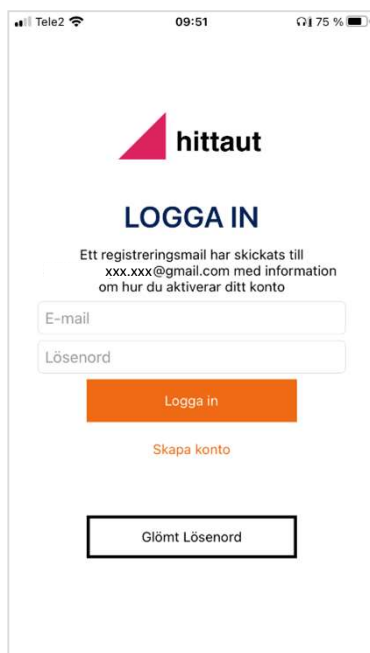 Tele2 09:51 75 %
hittaut
LOGGA IN
Ett registreringsmail har skickats till
xxx.xxx@gmail.com med information
om hur du aktiverar ditt konto
E-mail
Lösenord
Logga in
Skapa konto
Glömt Lösenord